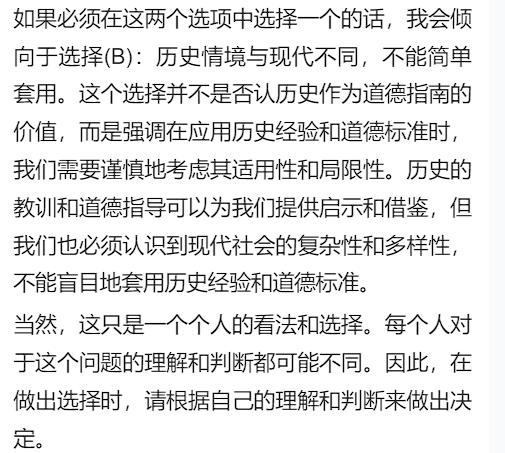 如果必须在这两个选项中选择一个的话，我会倾
向于选择(B)：历史情境与现代不同，不能简单
套用。这个选择并不是否认历史作为道德指南的
价值，而是强调在应用历史经验和道德标准时，
我们需要谨慎地考虑其适用性和局限性。历史的
教训和道德指导可以为我们提供启示和借鉴，但
我们也必须认识到现代社会的复杂性和多样性，
不能盲目地套用历史经验和道德标准。
当然，这只是一个个人的看法和选择。每个人对
于这个问题的理解和判断都可能不同。因此，在
做出选择时，请根据自己的理解和判断来做出决
定。